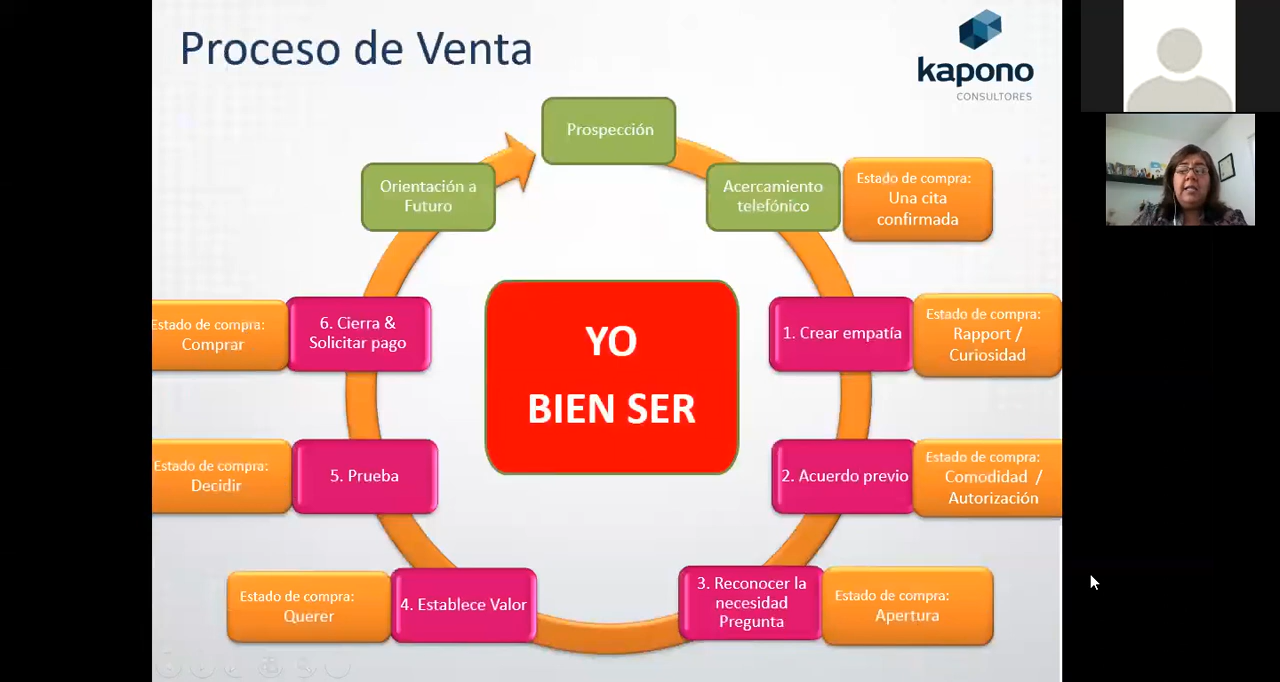 Proceso de Venta
kapono
CONSULTORES
Prospección
Acercamiento
telefónico
Estado de compra:
Una cita
confirmada
1. Crear empatía
Estado de compra:
Rapport /
Curiosidad
2. Acuerdo previo
Estado de compra:
Comodidad /
Autorización
3. Reconocer la
necesidad
Pregunta
Estado de compra:
Apertura
4. Establece Valor
Estado de compra:
Querer
5. Prueba
Estado de compra:
Decidir
6. Cierra &
Solicitar pago
Estado de compra:
Comprar
Orientación a
Futuro
YO
BIEN SER